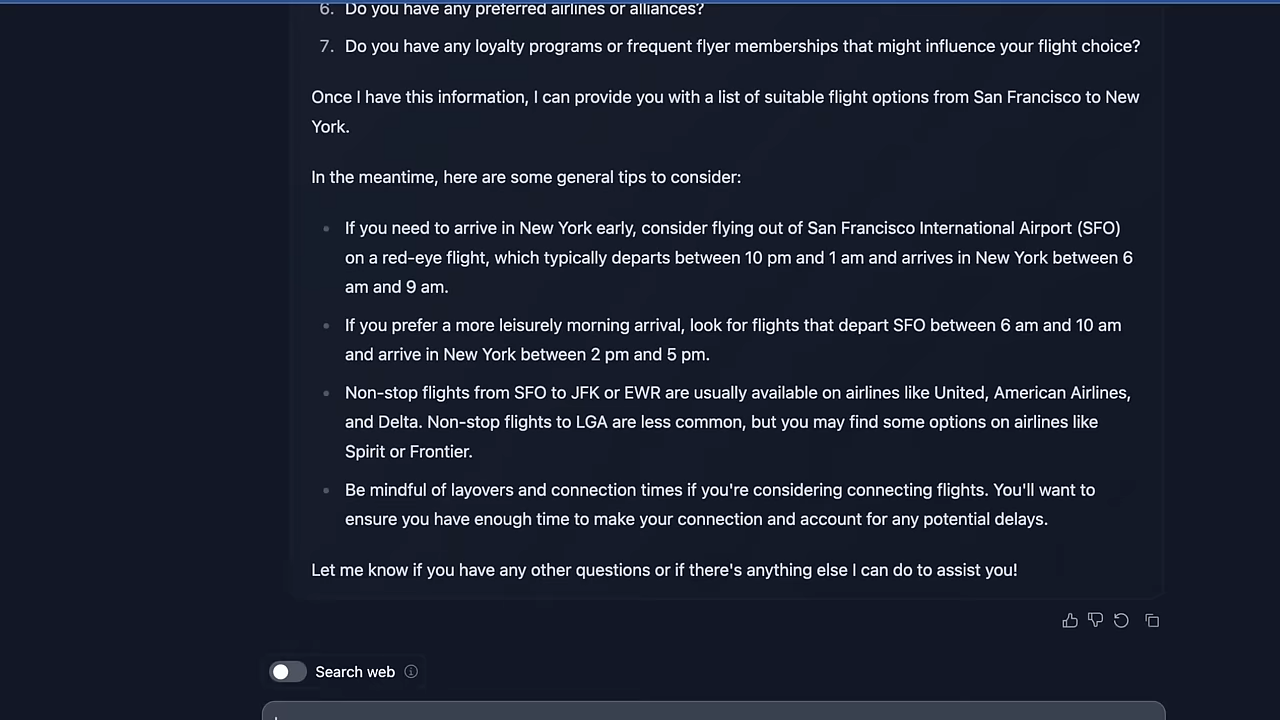 6. Do you have any preferred airlines or alliances?
7. Do you have any loyalty programs or frequent flyer memberships that might influence your flight choice?
Once I have this information, I can provide you with a list of suitable flight options from San Francisco to New
York.
In the meantime, here are some general tips to consider:
• If you need to arrive in New York early, consider flying out of San Francisco International Airport (SFO)
on a red-eye flight, which typically departs between 10 pm and 1 am and arrives in New York between 6
am and 9 am.
• If you prefer a more leisurely morning arrival, look for flights that depart SFO between 6 am and 10 am
and arrive in New York between 2 pm and 5 pm.
• Non-stop flights from SFO to JFK or EWR are usually available on airlines like United, American Airlines,
and Delta. Non-stop flights to LGA are less common, but you may find some options on airlines like
Spirit or Frontier.
• Be mindful of layovers and connection times if you're considering connecting flights. You'll want to
ensure you have enough time to make your connection and account for any potential delays.
Let me know if you have any other questions or if there's anything else I can do to assist you!
Search web